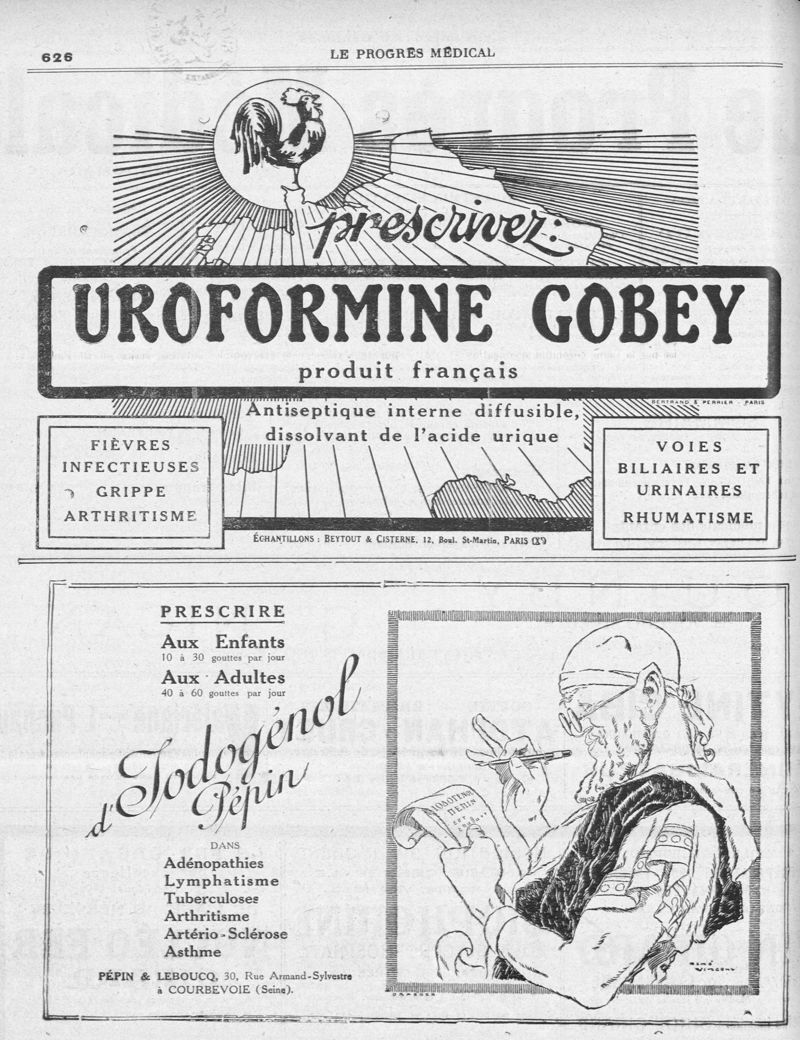 626
LE PROGRÈS MÉDICAL
prescrivez:
UROFORMINE GOBEY
produit français
BERTRAND & PERRIER - PARIS
Antiseptique interne diffusible,
dissolvant de l'acide urique
FIÈVRES
INFECTIEUSES
GRIPPE
ARTHRITISME
VOIES
BILIAIRES ET
URINAIRES
RHUMATISME
ÉCHANTILLONS : BEYTOUT & CISTERNE, 12, Boul. St-Martin, PARIS (Xe)
PRESCRIRE
Aux Enfants
10 à 30 gouttes par jour
Aux Adultes
40 à 60 gouttes par jour
d'Iodogénol
Pépin
DANS
Adénopathies
Lymphatisme
Tuberculoses
Arthritisme
Artério-Sclérose
Asthme
PÉPIN & LEBOUCQ, 30, Rue Armand-Sylvestre
à COURBEVOIE (Seine).
IODOGENOL
PEPIN
RENÉ
VINCENT
DRAEGER